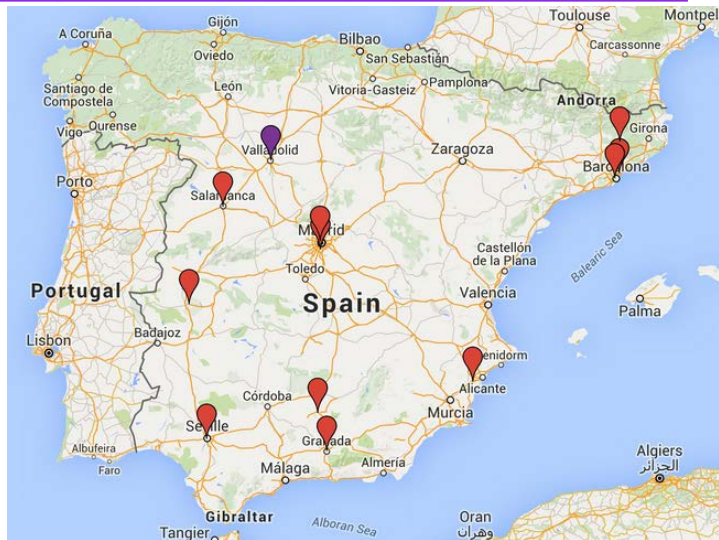 Toulouse
Montpel
Gijón
A Coruña
Bilbao
Carcassonne
Oviedo
San Sebastián
Santiago de
Compostela
León
Vitoria-Gasteiz
Pamplona
Andorra
Vigo
Ourense
Girona
Valladolid
Zaragoza
Barcelona
Porto
Salamanca
Madrid
Castellón
de la Plana
Balearic Sea
Toledo
Portugal
Spain
Valencia
Palma
Lisbon
Badajoz
enidorm
Alicante
Córdoba
Murcia
Seville
Granada
Albufeira
Faro
Málaga
Almería
Algiers
الجزائر
Gibraltar
Alboran Sea
Oran
وهران
Tangier